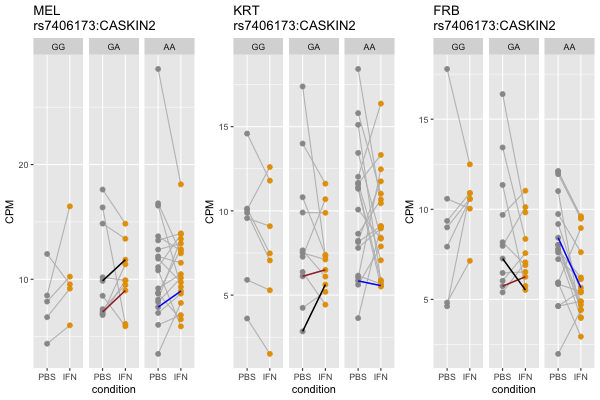 MEL
rs7406173:CASKIN2
GG GA AA
CPM
20
10
PBS IFN PBS IFN PBS IFN
condition
KRT
rs7406173:CASKIN2
GG GA AA
CPM
15
10
5
PBS IFN PBS IFN PBS IFN
condition
FRB
rs7406173:CASKIN2
GG GA AA
CPM
15
10
5
PBS IFN PBS IFN PBS IFN
condition